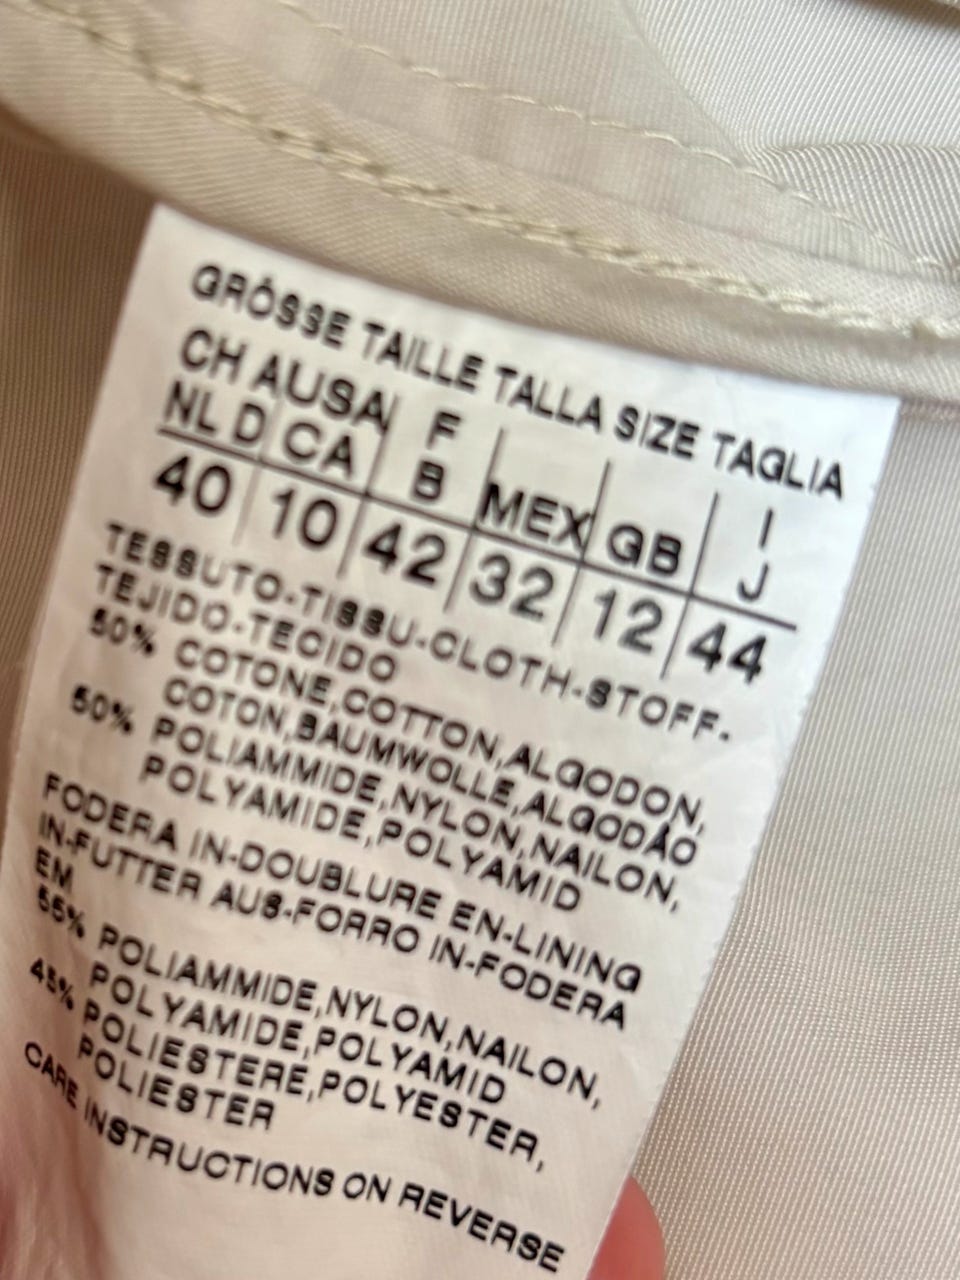 GRÖSSE TAILLE TALLA SIZE TAGLIA
CH A USA F I
NL D CA B MEX GB J
40 10 42 32 12 44
TESSUTO-TISSU-CLOTH-STOFF-
TEJIDO-TECIDO
50% COTONE,COTTON,ALGODON,
COTON,BAUMWOLLE,ALGODÃO
50% POLIAMMIDE,NYLON,NAILON,
POLYAMIDE,POLYAMID
FODERA IN-DOUBLURE EN-LINING
IN-FUTTER AUS-FORRO IN-FODERA
EM
55% POLIAMMIDE,NYLON,NAILON,
POLYAMIDE,POLYAMID
45% POLIESTERE,POLYESTER,
POLIESTER
CARE INSTRUCTIONS ON REVERSE